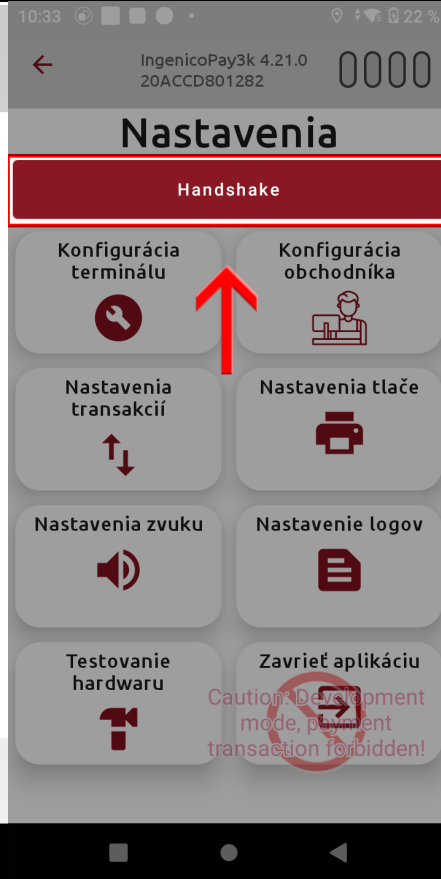 10:33 22 %
IngenicoPay3k 4.21.0
20ACCD801282
Nastavenia
Handshake
Konfigurácia
terminálu
Konfigurácia
obchodníka
Nastavenia
transakcií
Nastavenia tlače
Nastavenia zvuku
Nastavenie logov
Testovanie
hardwaru
Zavrieť aplikáciu
Caution: Development
mode, payment
transaction forbidden!